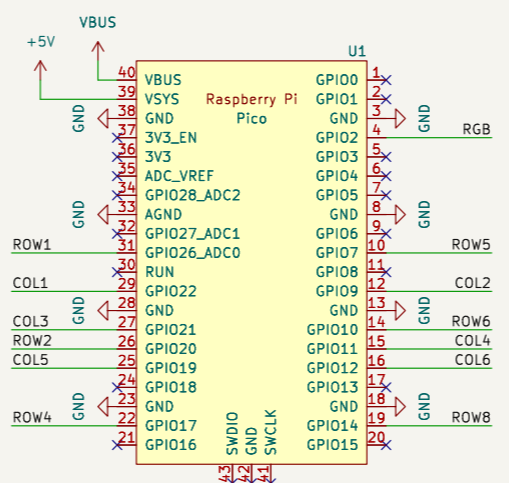 VBUS
+5V
U1
40 VBUS GPIO0 1
39 VSYS Raspberry Pi GPIO1 2
GND 38 GND Pico GND 3 GND
37 3V3_EN GPIO2 4 RGB
36 3V3 GPIO3 5
35 ADC_VREF GPIO4 6
34 GPIO28_ADC2 GPIO5 7
GND 33 AGND GND 8 GND
32 GPIO27_ADC1 GPIO6 9
ROW1 31 GPIO26_ADC0 GPIO7 10 ROW5
30 RUN GPIO8 11
COL1 29 GPIO22 GPIO9 12 COL2
GND 28 GND GND 13 GND
COL3 27 GPIO21 GPIO10 14 ROW6
ROW2 26 GPIO20 GPIO11 15 COL4
COL5 25 GPIO19 GPIO12 16 COL6
24 GPIO18 GPIO13 17
GND 23 GND GND 18 GND
ROW4 22 GPIO17 GPIO14 19 ROW8
21 GPIO16 GPIO15 20
SWDIO GND SWCLK
43 42 41